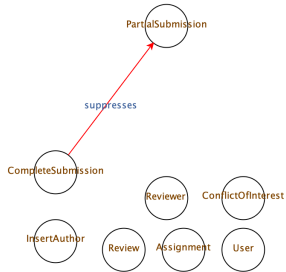 PartialSubmission
suppresses
CompleteSubmission
Reviewer
ConflictOfInterest
InsertAuthor
Review
Assignment
User